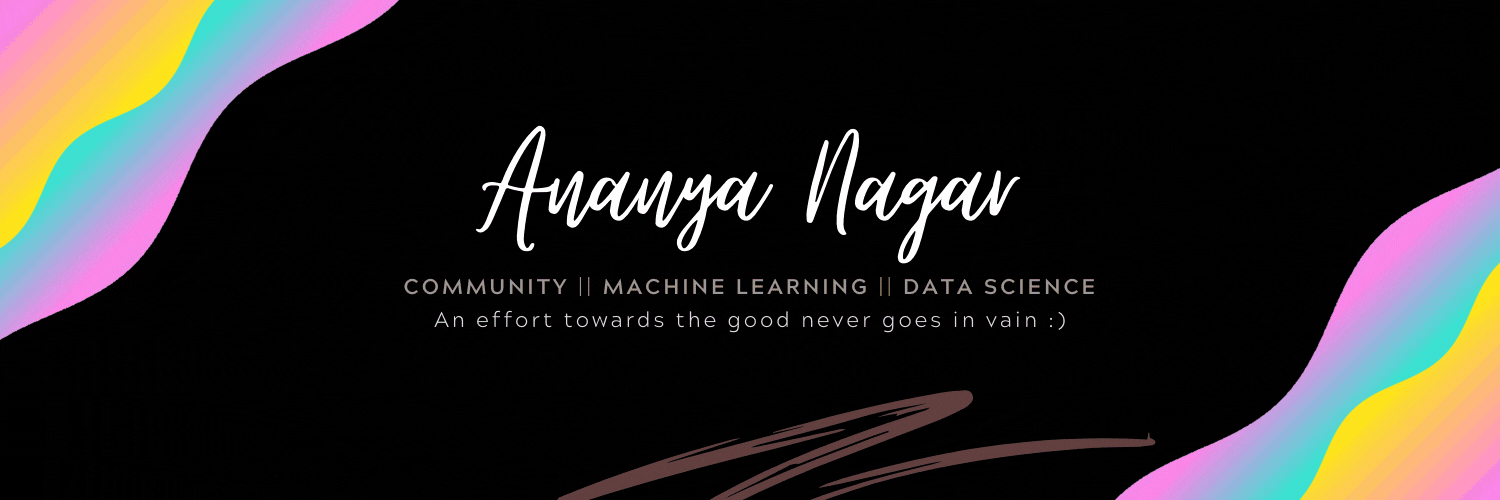 Ananya Nagar
COMMUNITY || MACHINE LEARNING || DATA SCIENCE
An effort towards the good never goes in vain :)